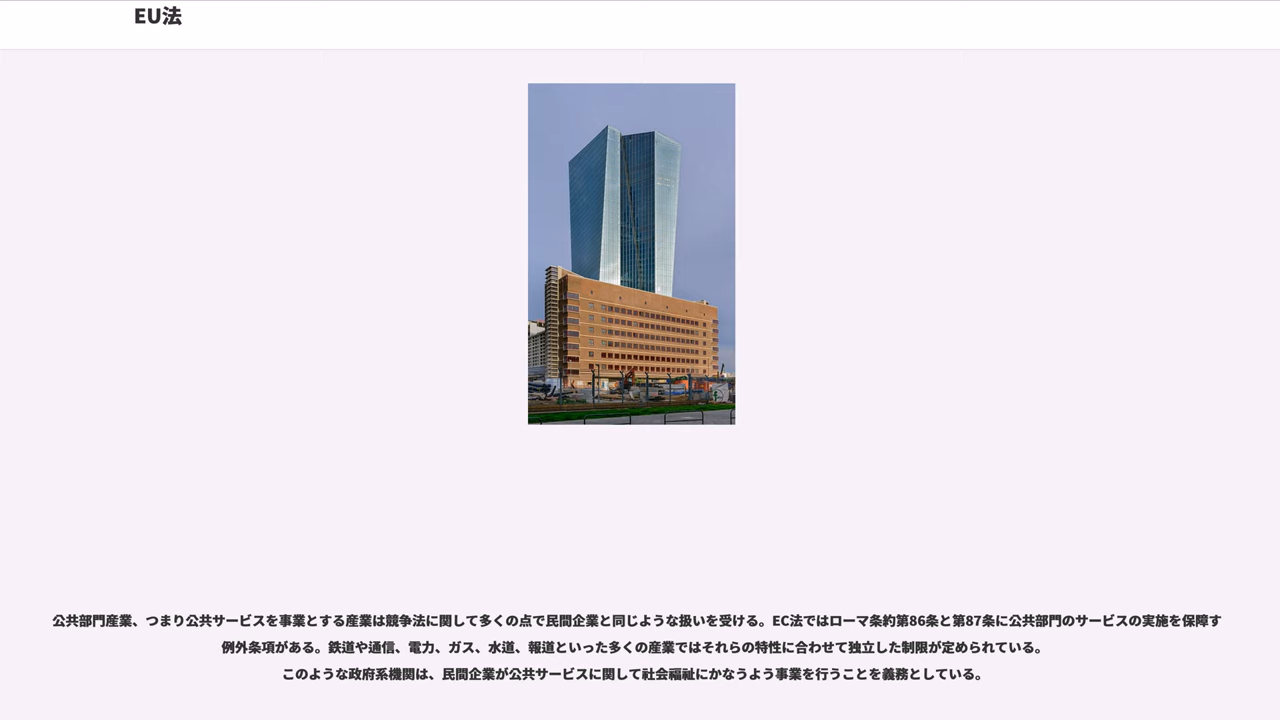 EU法
公共部門産業、つまり公共サービスを事業とする産業は競争法に関して多くの点で民間企業と同じような扱いを受ける。EC法ではローマ条約第86条と第87条に公共部門のサービスの実施を保障す
例外条項がある。鉄道や通信、電力、ガス、水道、報道といった多くの産業ではそれらの特性に合わせて独立した制限が定められている。
このような政府系機関は、民間企業が公共サービスに関して社会福祉にかなうよう事業を行うことを義務としている。